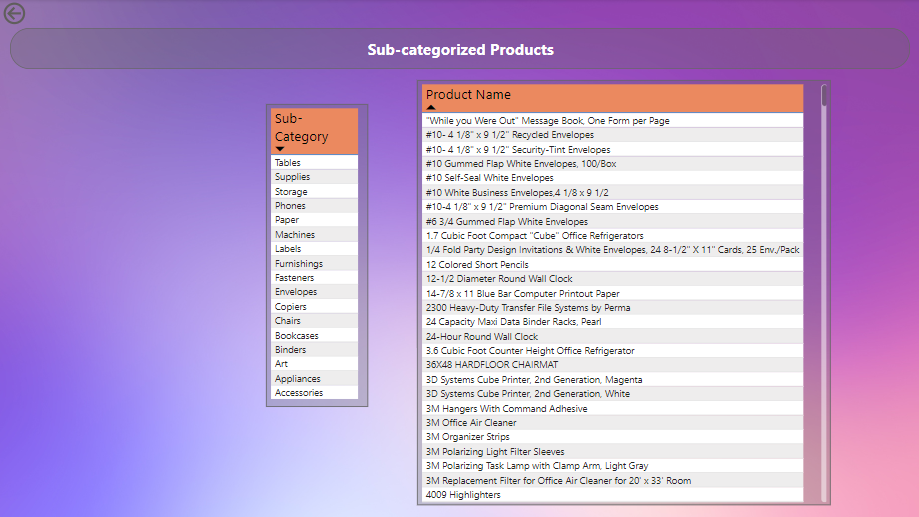 Sub-categorized Products
Sub-
Category
Tables
Supplies
Storage
Phones
Paper
Machines
Labels
Furnishings
Fasteners
Envelopes
Copiers
Chairs
Bookcases
Binders
Art
Appliances
Accessories
Product Name
"While you Were Out" Message Book, One Form per Page
#10- 4 1/8" x 9 1/2" Recycled Envelopes
#10- 4 1/8" x 9 1/2" Security-Tint Envelopes
#10 Gummed Flap White Envelopes, 100/Box
#10 Self-Seal White Envelopes
#10 White Business Envelopes,4 1/8 x 9 1/2
#10-4 1/8" x 9 1/2" Premium Diagonal Seam Envelopes
#6 3/4 Gummed Flap White Envelopes
1.7 Cubic Foot Compact "Cube" Office Refrigerators
1/4 Fold Party Design Invitations & White Envelopes, 24 8-1/2" X 11" Cards, 25 Env./Pack
12 Colored Short Pencils
12-1/2 Diameter Round Wall Clock
14-7/8 x 11 Blue Bar Computer Printout Paper
2300 Heavy-Duty Transfer File Systems by Perma
24 Capacity Maxi Data Binder Racks, Pearl
24-Hour Round Wall Clock
3.6 Cubic Foot Counter Height Office Refrigerator
36X48 HARDFLOOR CHAIRMAT
3D Systems Cube Printer, 2nd Generation, Magenta
3D Systems Cube Printer, 2nd Generation, White
3M Hangers With Command Adhesive
3M Office Air Cleaner
3M Organizer Strips
3M Polarizing Light Filter Sleeves
3M Polarizing Task Lamp with Clamp Arm, Light Gray
3M Replacement Filter for Office Air Cleaner for 20' x 33' Room
4009 Highlighters